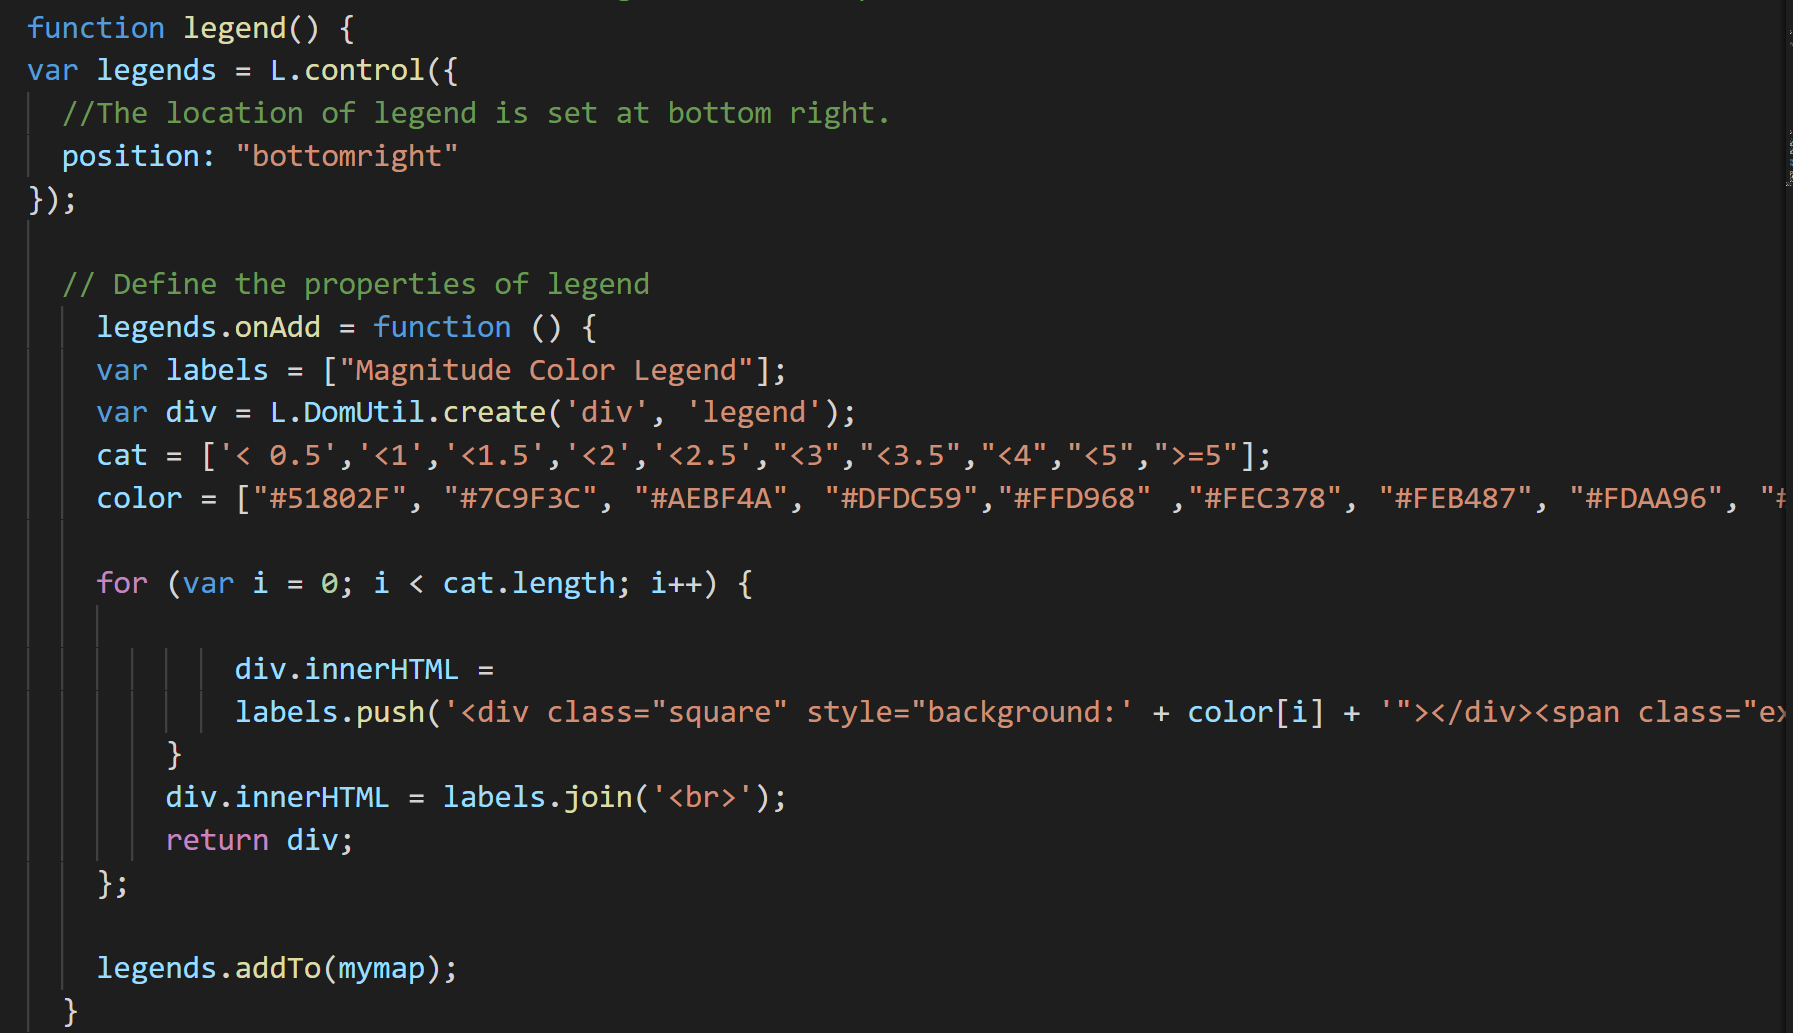 function legend() {
var legends = L.control({
//The location of legend is set at bottom right.
position: "bottomright"
});
// Define the properties of legend
legends.onAdd = function () {
var labels = ["Magnitude Color Legend"];
var div = L.DomUtil.create('div', 'legend');
cat = ['< 0.5','<1','<1.5','<2','<2.5',"<3","<3.5","<4","<5",">=5"];
color = ["#51802F", "#7C9F3C", "#AEBF4A", "#DFDC59","#FFD968" ,"#FEC378", "#FEB487", "#FDAA96", "#
for (var i = 0; i < cat.length; i++) {
div.innerHTML =
labels.push('<div class="square" style="background:' + color[i] + '"></div><span class="ex
}
div.innerHTML = labels.join('<br>');
return div;
};
legends.addTo(mymap);
}